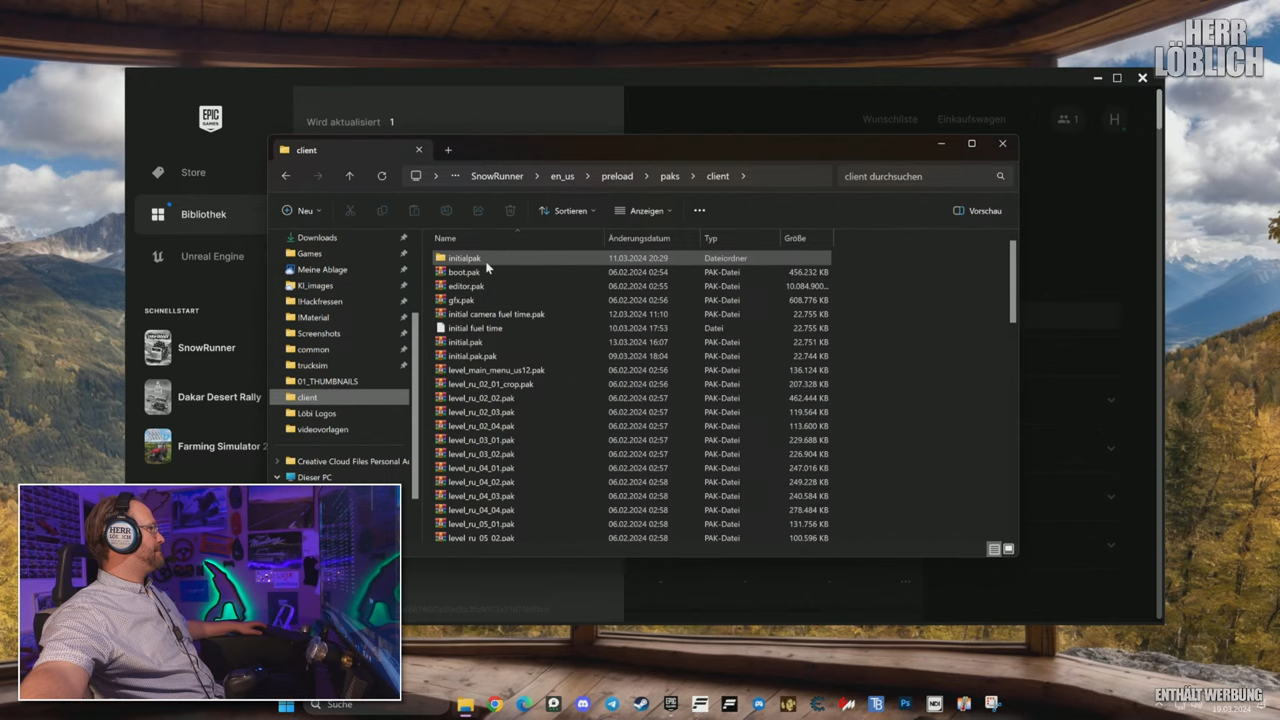 HERR
LÖBLICH
EPIC
GAMES
Wird aktualisiert 1
Wunschliste
Einkaufswagen
1
H
Store
Bibliothek
Unreal Engine
SCHNELLSTART
SnowRunner
Dakar Desert Rally
Farming Simulator 2
client
SnowRunner > en_us > preload > paks > client >
client durchsuchen
Neu
Sortieren
Anzeigen
Vorschau
Downloads
Games
Meine Ablage
KI_images
!Hackfressen
!Material
Screenshots
common
trucksim
01_THUMBNAILS
client
Löbi Logos
videovorlagen
Creative Cloud Files Personal Ac
Dieser PC
Name Änderungsdatum Typ Größe
initialpak 11.03.2024 20:29 Dateiordner
boot.pak 06.02.2024 02:54 PAK-Datei 456.232 KB
editor.pak 06.02.2024 02:55 PAK-Datei 10.084.900...
gfx.pak 06.02.2024 02:56 PAK-Datei 608.776 KB
initial camera fuel time.pak 12.03.2024 11:10 PAK-Datei 22.755 KB
initial fuel time 10.03.2024 17:53 Datei 22.755 KB
initial.pak 13.03.2024 16:07 PAK-Datei 22.751 KB
initial.pak.pak 09.03.2024 18:04 PAK-Datei 22.744 KB
level_main_menu_us12.pak 06.02.2024 02:56 PAK-Datei 136.124 KB
level_ru_02_01_crop.pak 06.02.2024 02:56 PAK-Datei 207.328 KB
level_ru_02_02.pak 06.02.2024 02:57 PAK-Datei 462.444 KB
level_ru_02_03.pak 06.02.2024 02:57 PAK-Datei 119.564 KB
level_ru_02_04.pak 06.02.2024 02:57 PAK-Datei 113.600 KB
level_ru_03_01.pak 06.02.2024 02:57 PAK-Datei 229.688 KB
level_ru_03_02.pak 06.02.2024 02:57 PAK-Datei 226.904 KB
level_ru_04_01.pak 06.02.2024 02:57 PAK-Datei 247.016 KB
level_ru_04_02.pak 06.02.2024 02:58 PAK-Datei 249.228 KB
level_ru_04_03.pak 06.02.2024 02:58 PAK-Datei 240.584 KB
level_ru_04_04.pak 06.02.2024 02:58 PAK-Datei 278.484 KB
level_ru_05_01.pak 06.02.2024 02:58 PAK-Datei 131.756 KB
level_ru_05_02.pak 06.02.2024 02:58 PAK-Datei 100.596 KB
HERR
Suche
ENTHÄLT WERBUNG
19.03.2024